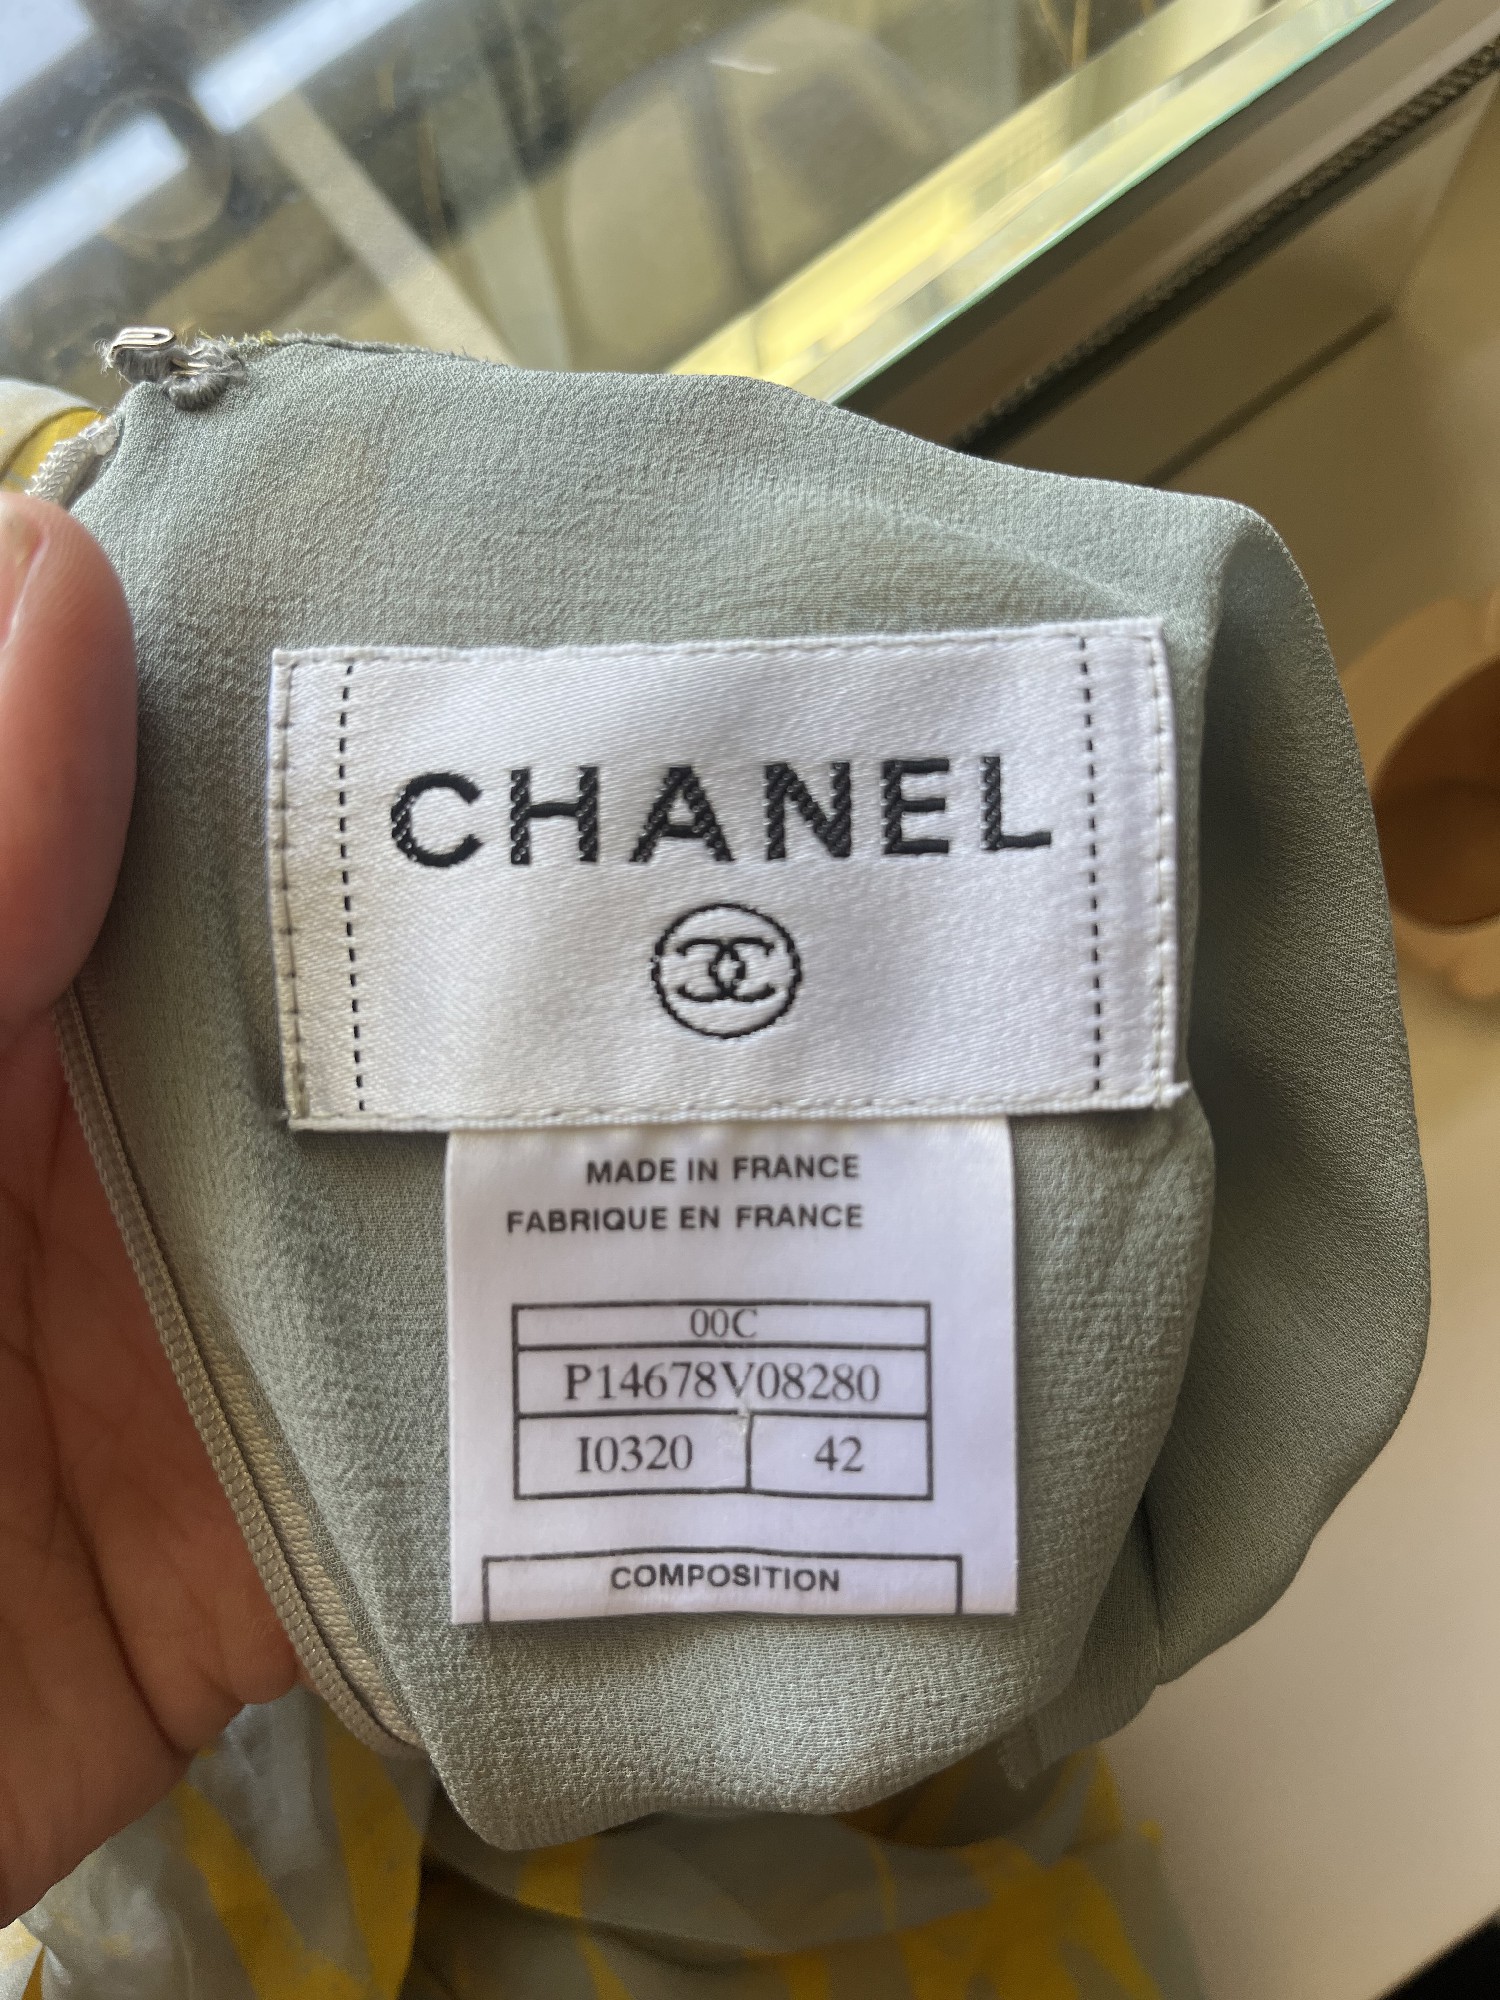 CHANEL
MADE IN FRANCE
FABRIQUE EN FRANCE
00C
P14678V08280
I0320 42
COMPOSITION